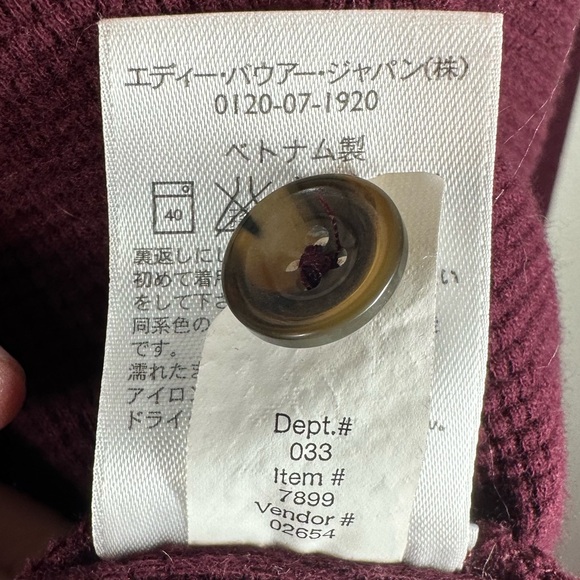 エディー・バウアー・ジャパン(株)
0120-07-1920
ベトナム製
40
裏返しにし
初めて着用 い
をして下さ
同系色の
です。
濡れたま
アイロン
ドライ ん。
Dept.#
033
Item #
7899
Vendor #
02654